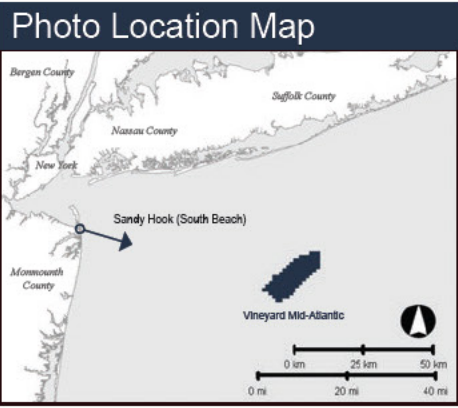 Photo Location Map
Bergen County
Suffolk County
Nassau County
New York
Sandy Hook (South Beach)
Monmounth
County
Vineyard Mid-Atlantic
0 km 25 km 50 km
0 mi 20 mi 40 mi